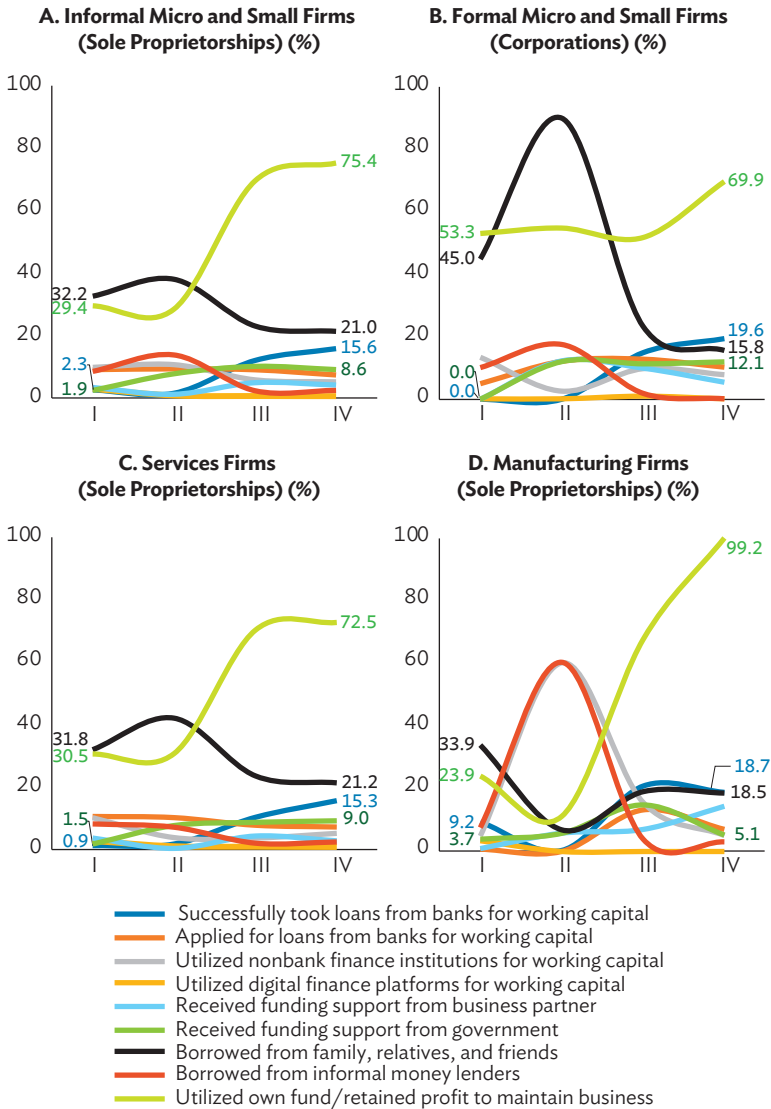 A. Informal Micro and Small Firms
(Sole Proprietorships) (%)
100
80
60
40
20
0
32.2
29.4
2.3
1.9
75.4
21.0
15.6
8.6
I II III IV
B. Formal Micro and Small Firms
(Corporations) (%)
100
80
60
40
20
0
53.3
45.0
0.0
0.0
69.9
19.6
15.8
12.1
I II III IV
C. Services Firms
(Sole Proprietorships) (%)
100
80
60
40
20
0
31.8
30.5
1.5
0.9
72.5
21.2
15.3
9.0
I II III IV
D. Manufacturing Firms
(Sole Proprietorships) (%)
100
80
60
40
20
0
33.9
23.9
9.2
3.7
99.2
18.7
18.5
5.1
I II III IV
Successfully took loans from banks for working capital
Applied for loans from banks for working capital
Utilized nonbank finance institutions for working capital
Utilized digital finance platforms for working capital
Received funding support from business partner
Received funding support from government
Borrowed from family, relatives, and friends
Borrowed from informal money lenders
Utilized own fund/retained profit to maintain business